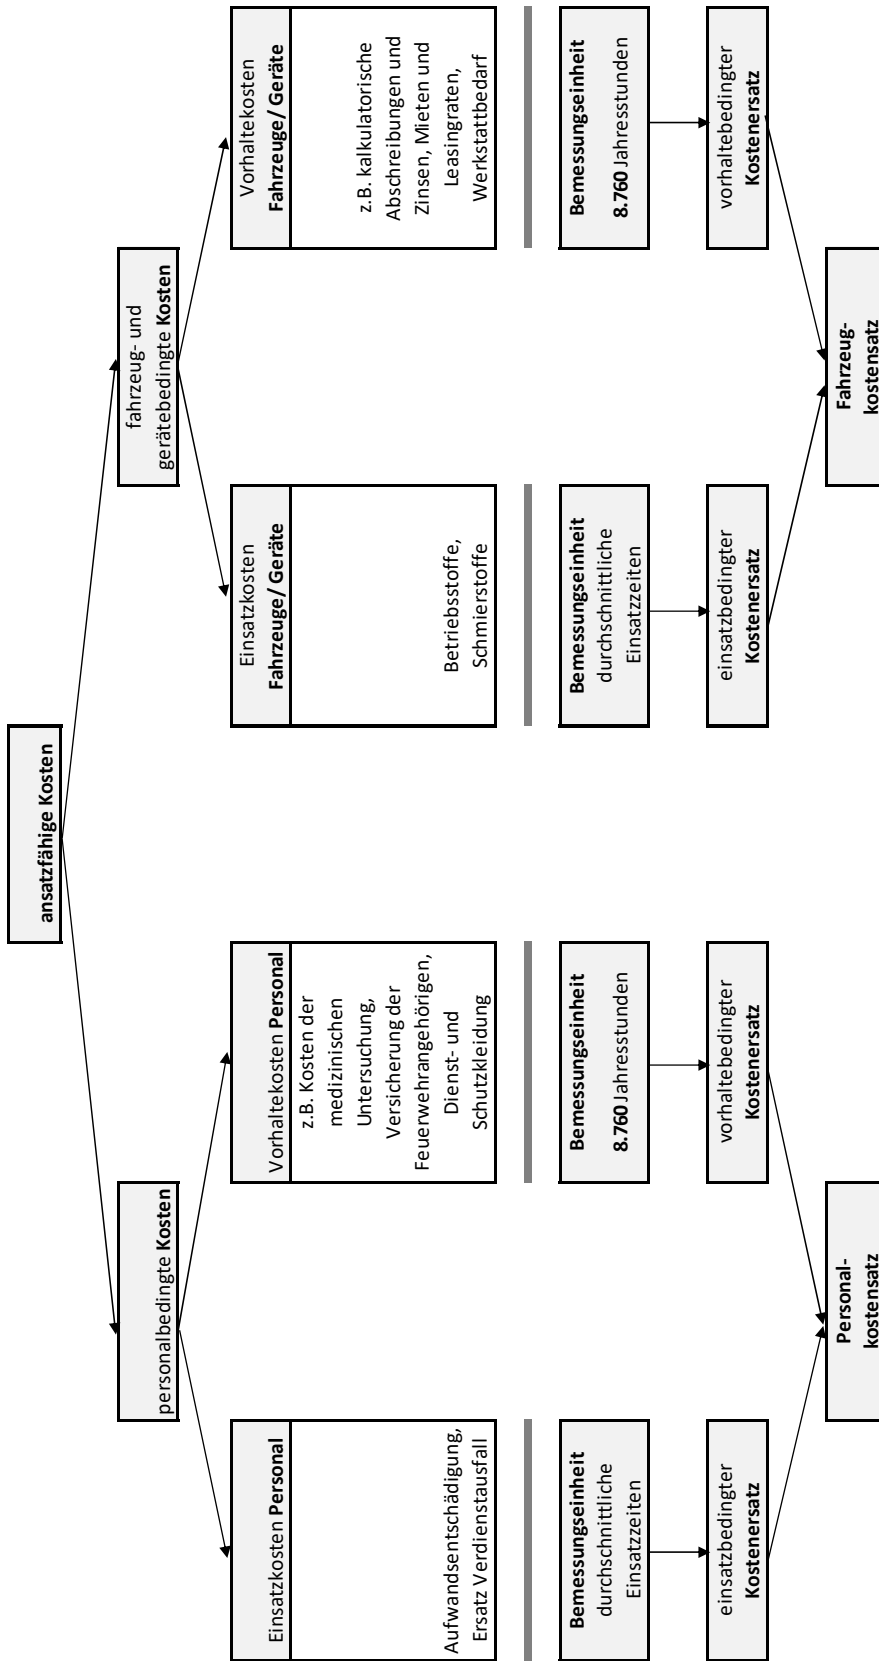 ansatzfähige Kosten
personalbedingte Kosten
fahrzeug- und
gerätebedingte Kosten
Einsatzkosten Personal
Aufwandsentschädigung,
Ersatz Verdienstausfall
Vorhaltekosten Personal
z.B. Kosten der
medizinischen
Untersuchung,
Versicherung der
Feuerwehrangehörigen,
Dienst- und
Schutzkleidung
Einsatzkosten
Fahrzeuge/ Geräte
Betriebsstoffe,
Schmierstoffe
Vorhaltekosten
Fahrzeuge/ Geräte
z.B. kalkulatorische
Abschreibungen und
Zinsen, Mieten und
Leasingraten,
Werkstattbedarf
Bemessungseinheit
durchschnittliche
Einsatzzeiten
Bemessungseinheit
8.760 Jahresstunden
Bemessungseinheit
durchschnittliche
Einsatzzeiten
Bemessungseinheit
8.760 Jahresstunden
einsatzbedingter
Kostenersatz
vorhaltebedingter
Kostenersatz
einsatzbedingter
Kostenersatz
vorhaltebedingter
Kostenersatz
Personal-
kostensatz
Fahrzeug-
kostensatz